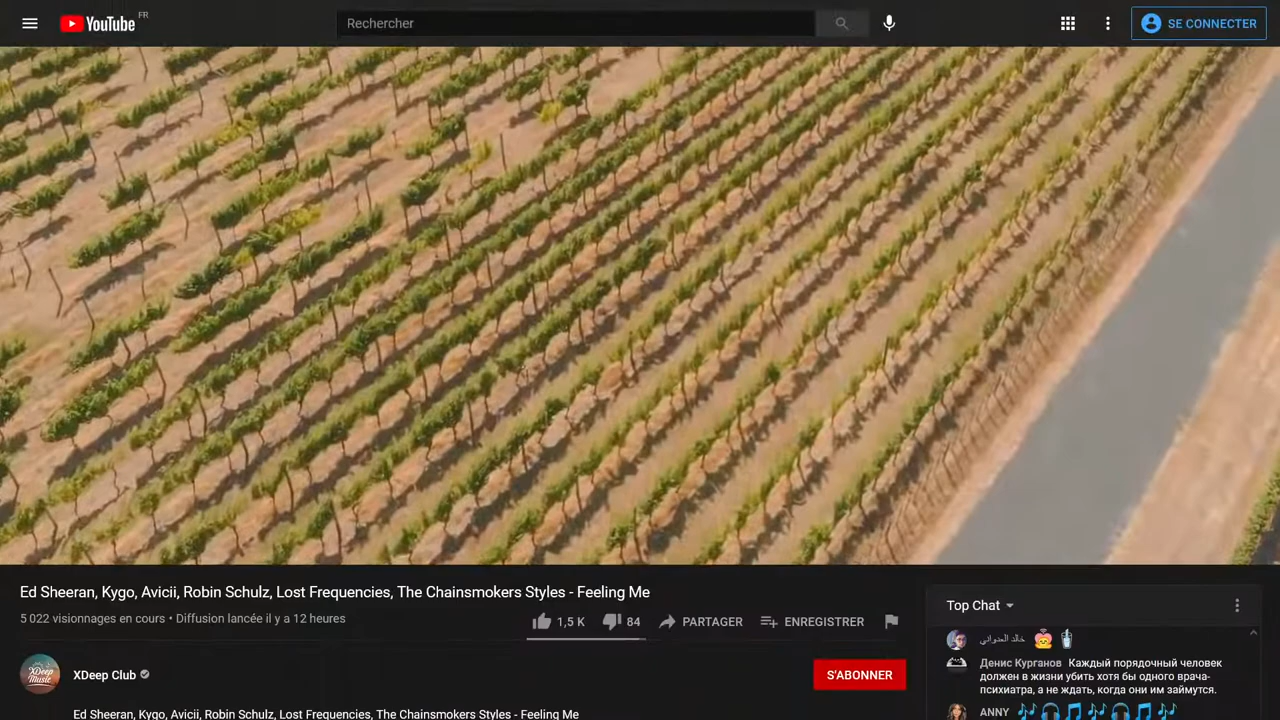 YouTube FR
Rechercher
SE CONNECTER
Ed Sheeran, Kygo, Avicii, Robin Schulz, Lost Frequencies, The Chainsmokers Styles - Feeling Me
5 022 visionnages en cours • Diffusion lancée il y a 12 heures
1,5 K
84
PARTAGER
ENREGISTRER
XDeep Music
XDeep Club
S'ABONNER
Ed Sheeran, Kygo, Avicii, Robin Schulz, Lost Frequencies, The Chainsmokers Styles - Feeling Me
Top Chat
خالد العدواني
Денис Курганов Каждый порядочный человек
должен в жизни убить хотя бы одного врача-
психиатра, а не ждать, когда они им займутся.
ANNY